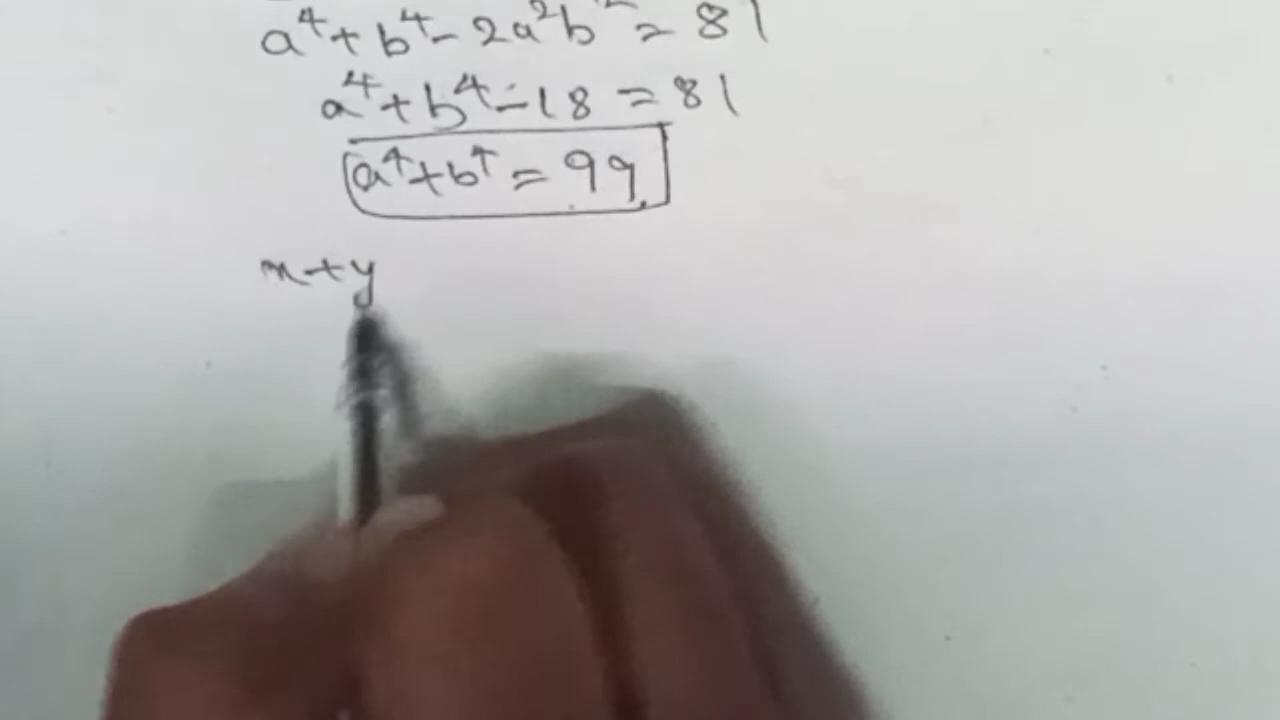 a⁴+b⁴-2a²b² = 81
a⁴+b⁴-18 = 81
a⁴+b⁴ = 99
x+y